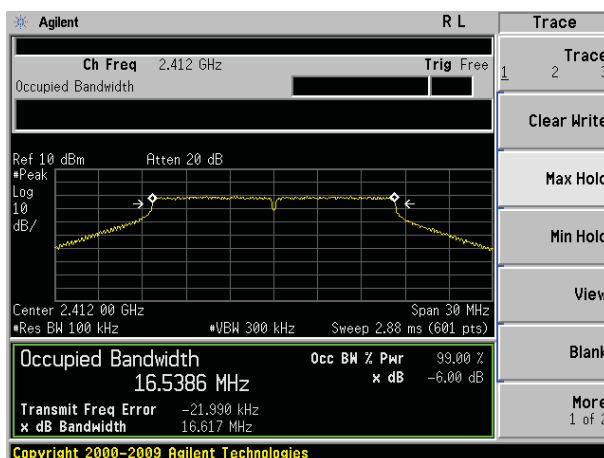 Agilent R L Trace
Ch Freq 2.412 GHz Trig Free
Occupied Bandwidth
Trace
1 2 3
Clear Write
Max Hold
Min Hold
View
Blank
More
1 of 2
Ref 10 dBm Atten 20 dB
#Peak
Log
10
dB/
Center 2.412 00 GHz Span 30 MHz
#Res BW 100 kHz #VBW 300 kHz Sweep 2.88 ms (601 pts)
Occupied Bandwidth Occ BW % Pwr 99.00 %
16.5386 MHz x dB -6.00 dB
Transmit Freq Error -21.990 kHz
x dB Bandwidth 16.617 MHz
Copyright 2000-2009 Agilent Technologies